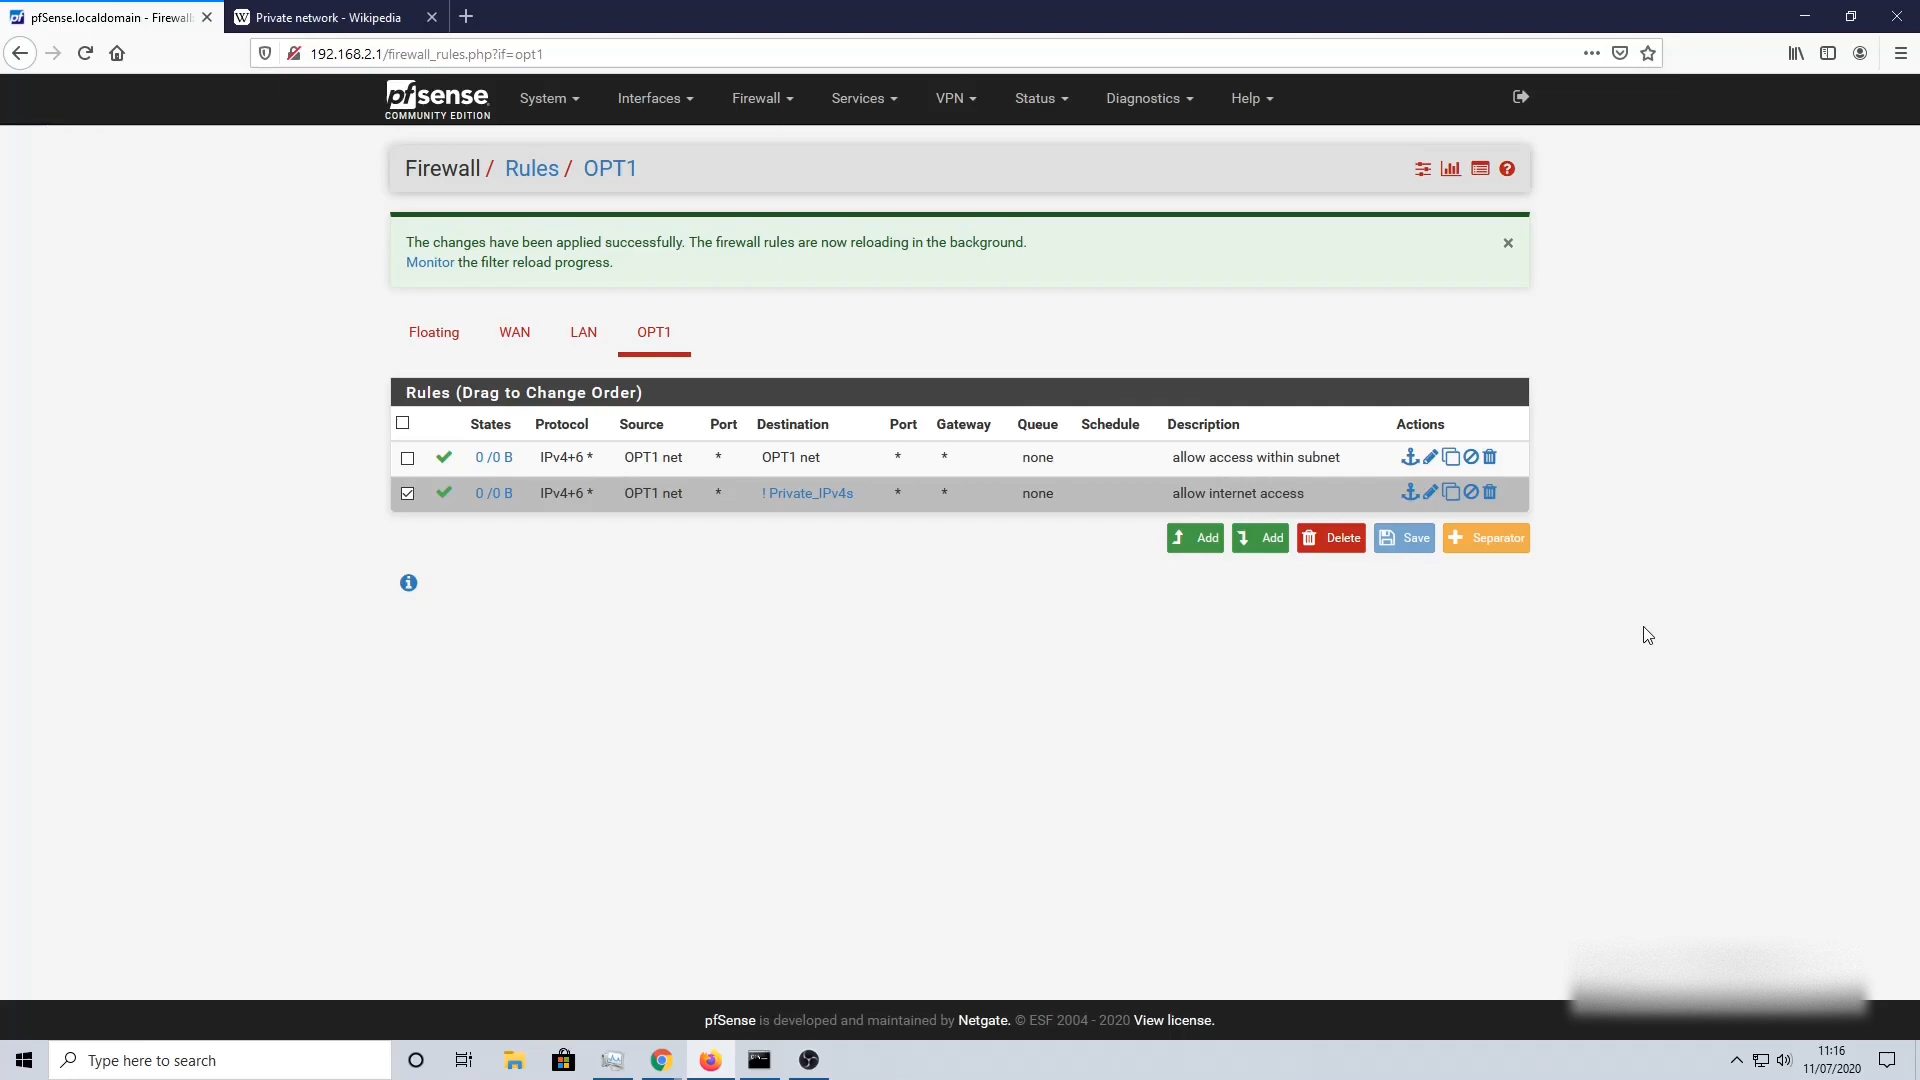 pfSense.localdomain - Firewall:
Private network - Wikipedia
192.168.2.1/firewall_rules.php?if=opt1
pfsense
COMMUNITY EDITION
System
Interfaces
Firewall
Services
VPN
Status
Diagnostics
Help
Firewall / Rules / OPT1
The changes have been applied successfully. The firewall rules are now reloading in the background.
Monitor the filter reload progress.
Floating
WAN
LAN
OPT1
Rules (Drag to Change Order)
States Protocol Source Port Destination Port Gateway Queue Schedule Description Actions
0 /0 B IPv4+6 * OPT1 net * OPT1 net * * none allow access within subnet
0 /0 B IPv4+6 * OPT1 net * ! Private_IPv4s * * none allow internet access
Add
Add
Delete
Save
Separator
pfSense is developed and maintained by Netgate. © ESF 2004 - 2020 View license.
Type here to search
11:16
11/07/2020